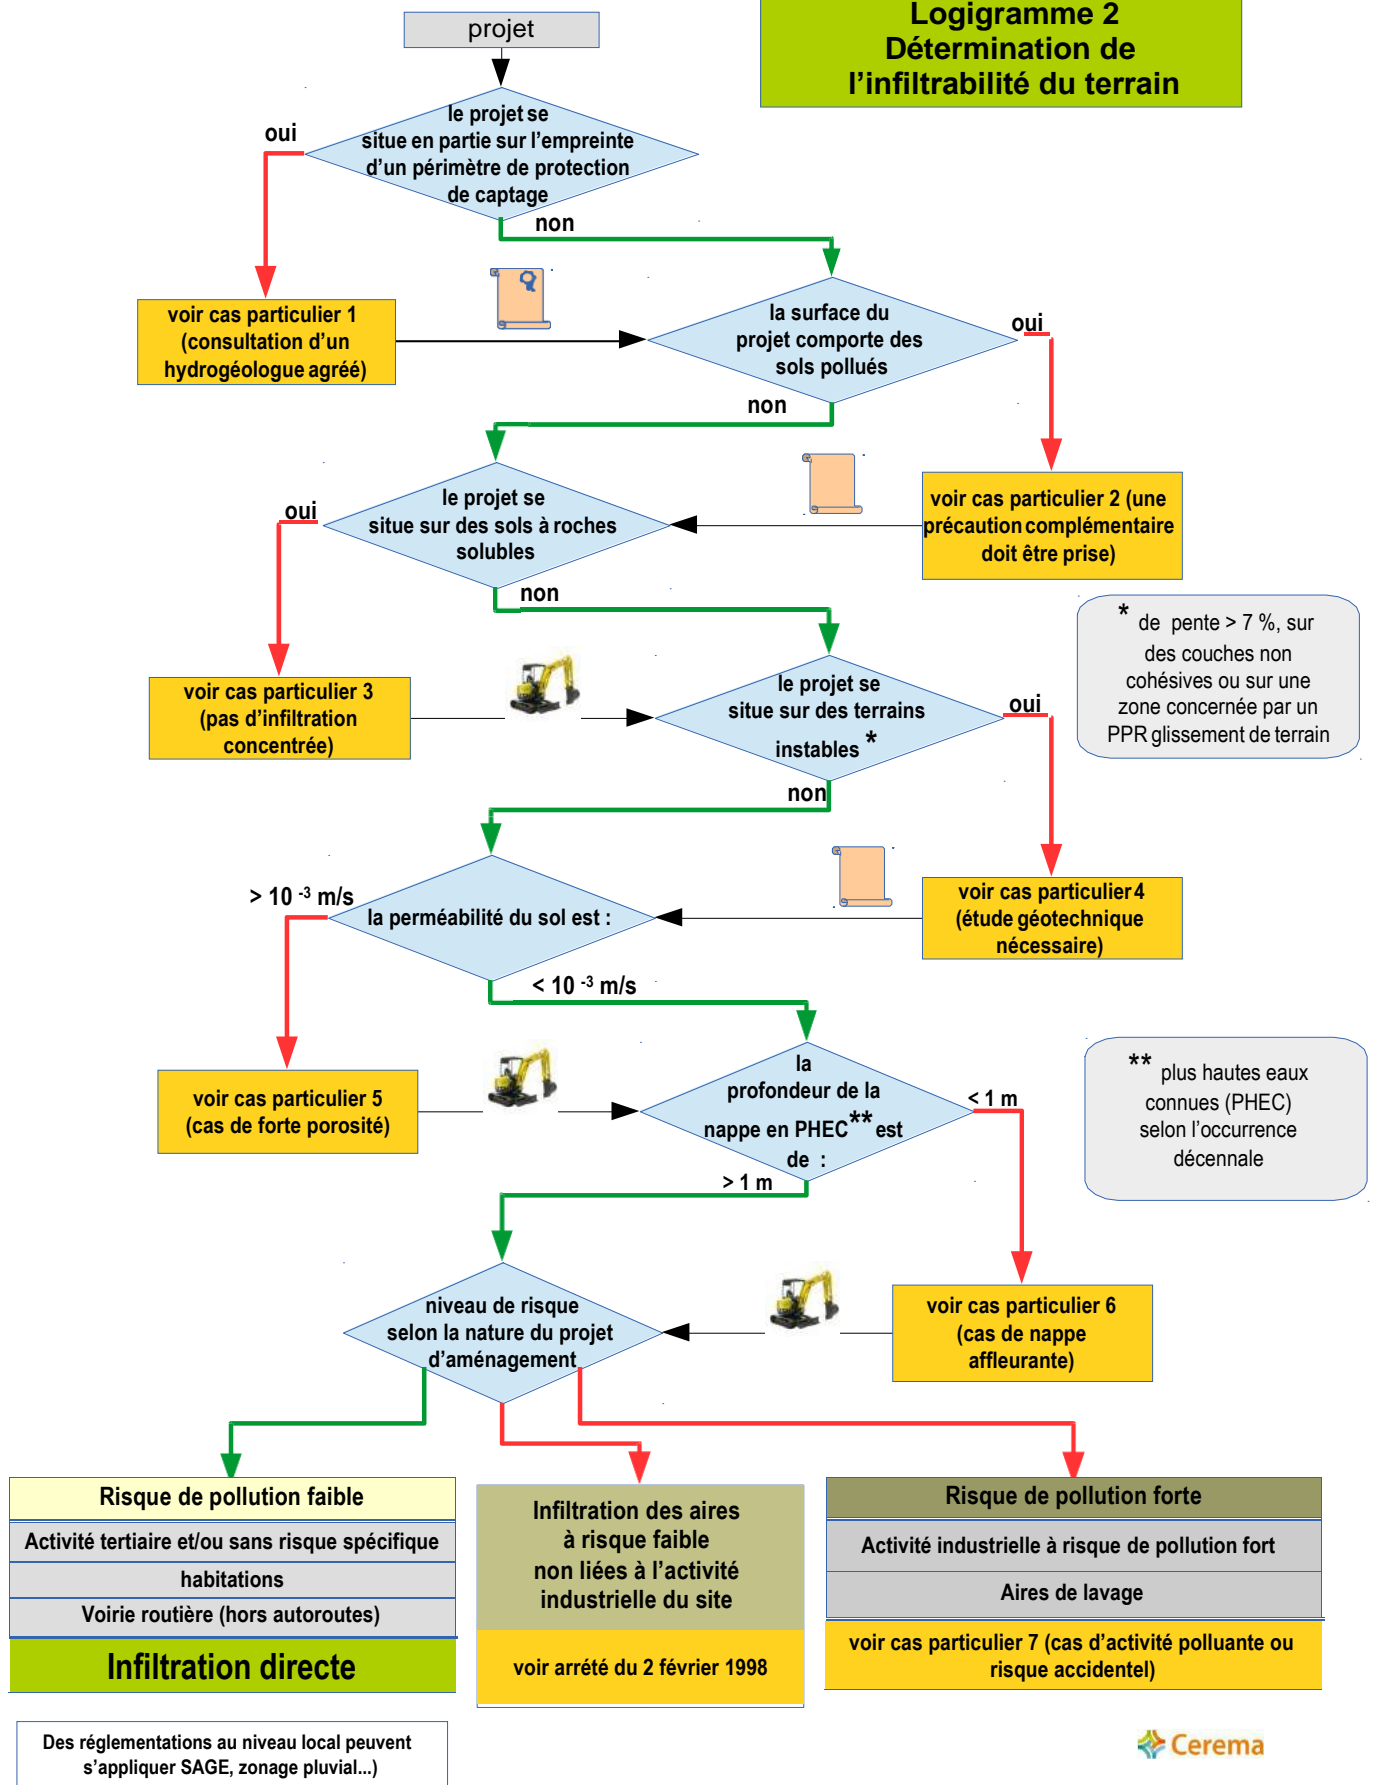 Logigramme 2
Détermination de
l'infiltrabilité du terrain
projet
le projet se
situe en partie sur l'empreinte
d'un périmètre de protection
de captage
oui
non
voir cas particulier 1
(consultation d'un
hydrogéologue agréé)
la surface du
projet comporte des
sols pollués
oui
non
voir cas particulier 2 (une
précaution complémentaire
doit être prise)
le projet se
situe sur des sols à roches
solubles
oui
non
* de pente > 7 %, sur
des couches non
cohésives ou sur une
zone concernée par un
PPR glissement de terrain
voir cas particulier 3
(pas d'infiltration
concentrée)
le projet se
situe sur des terrains
instables *
oui
non
voir cas particulier 4
(étude géotechnique
nécessaire)
la perméabilité du sol est :
> 10 -3 m/s
< 10 -3 m/s
voir cas particulier 5
(cas de forte porosité)
la
profondeur de la
nappe en PHEC** est
de :
< 1 m
> 1 m
** plus hautes eaux
connues (PHEC)
selon l'occurrence
décennale
voir cas particulier 6
(cas de nappe
affleurante)
niveau de risque
selon la nature du projet
d'aménagement
Risque de pollution faible
Activité tertiaire et/ou sans risque spécifique
habitations
Voirie routière (hors autoroutes)
Infiltration directe
Infiltration des aires
à risque faible
non liées à l'activité
industrielle du site
voir arrété du 2 février 1998
Risque de pollution forte
Activité industrielle à risque de pollution fort
Aires de lavage
voir cas particulier 7 (cas d'activité polluante ou
risque accidentel)
Des réglementations au niveau local peuvent
s'appliquer SAGE, zonage pluvial...)
Cerema